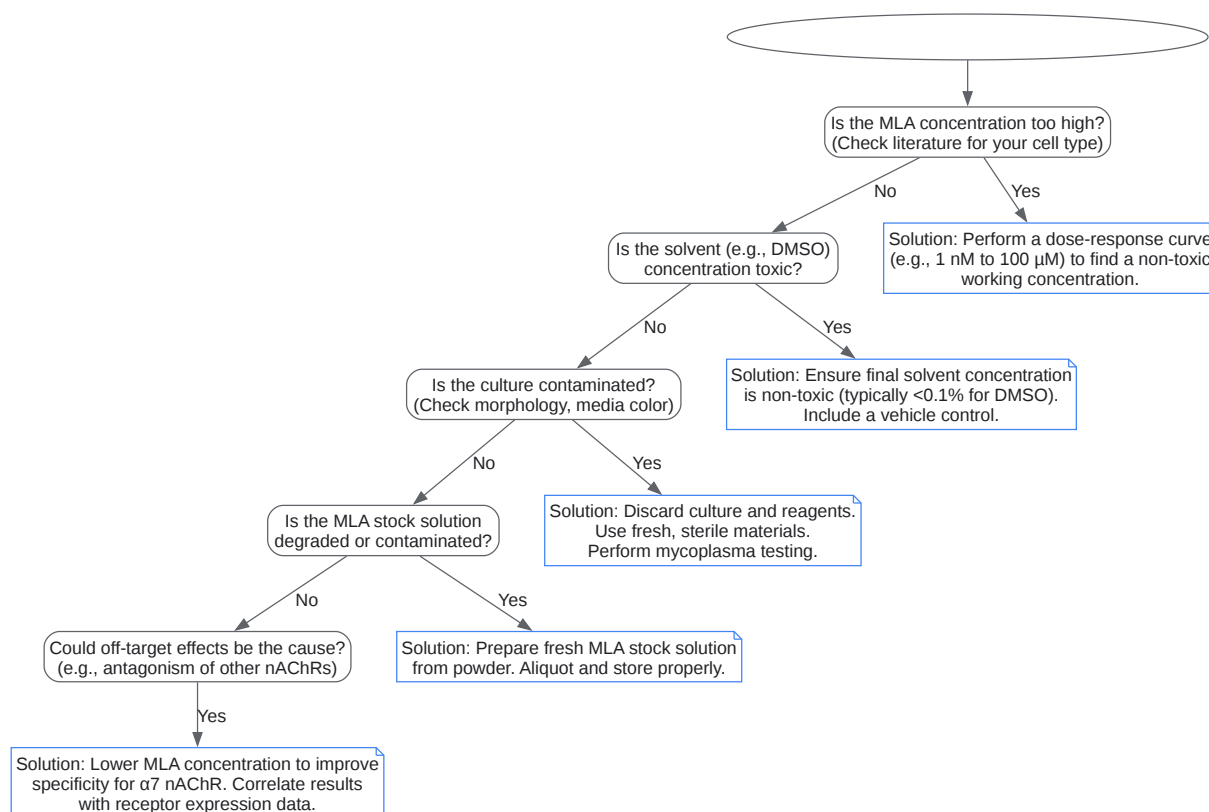 Is the MLA concentration too high?
(Check literature for your cell type)
No
Yes
Is the solvent (e.g., DMSO)
concentration toxic?
Solution: Perform a dose-response curve
(e.g., 1 nM to 100 µM) to find a non-toxic
working concentration.
No
Yes
Is the culture contaminated?
(Check morphology, media color)
Solution: Ensure final solvent concentration
is non-toxic (typically <0.1% for DMSO).
Include a vehicle control.
No
Yes
Is the MLA stock solution
degraded or contaminated?
Solution: Discard culture and reagents.
Use fresh, sterile materials.
Perform mycoplasma testing.
No
Yes
Could off-target effects be the cause?
(e.g., antagonism of other nAChRs)
Solution: Prepare fresh MLA stock solution
from powder. Aliquot and store properly.
Yes
Solution: Lower MLA concentration to improve
specificity for α7 nAChR. Correlate results
with receptor expression data.